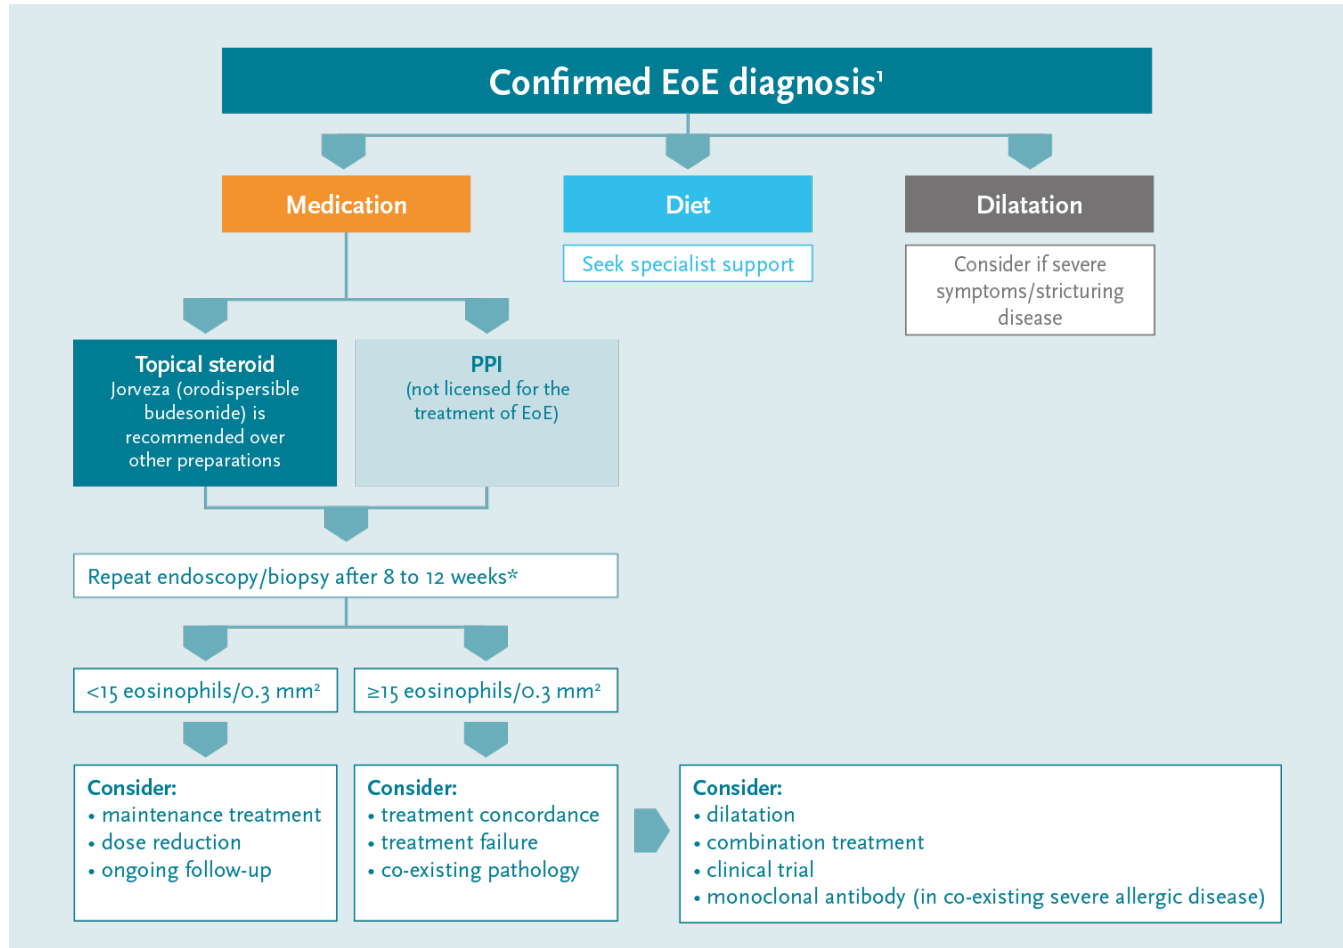 Confirmed EoE diagnosis¹
Medication
Diet
Dilatation
Seek specialist support
Consider if severe
symptoms/stricturing
disease
Topical steroid
Jorveza (orodispersible
budesonide) is
recommended over
other preparations
PPI
(not licensed for the
treatment of EoE)
Repeat endoscopy/biopsy after 8 to 12 weeks*
<15 eosinophils/0.3 mm²
≥15 eosinophils/0.3 mm²
Consider:
• maintenance treatment
• dose reduction
• ongoing follow-up
Consider:
• treatment concordance
• treatment failure
• co-existing pathology
Consider:
• dilatation
• combination treatment
• clinical trial
• monoclonal antibody (in co-existing severe allergic disease)